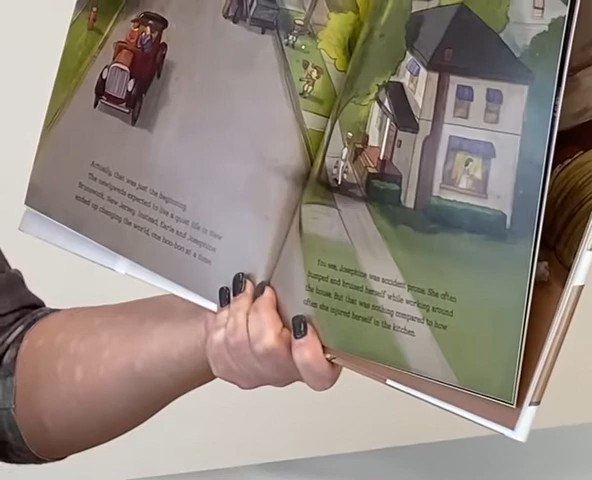 Actually, that was just the beginning.
The newlyweds expected to live a quiet life in New
Brunswick, New Jersey. Instead, Earle and Josephine
ended up changing the world, one boo-boo at a time.
You see, Josephine was accident prone. She often
bumped and bruised herself while working around
the house. But that was nothing compared to how
often she injured herself in the kitchen.